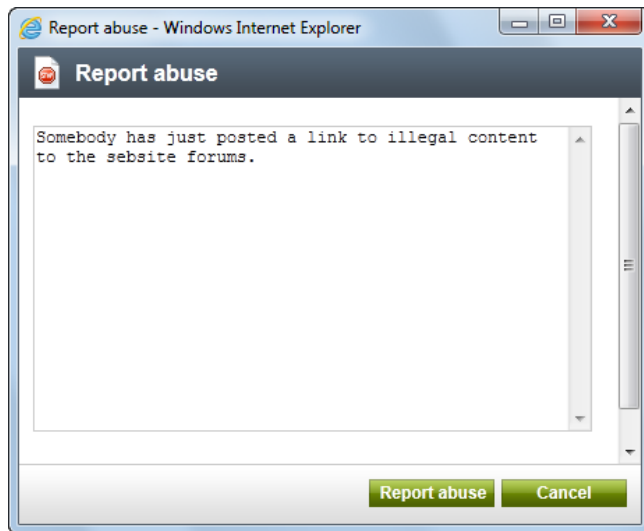 Report abuse - Windows Internet Explorer
Report abuse
Somebody has just posted a link to illegal content
to the sebsite forums.
Report abuse
Cancel